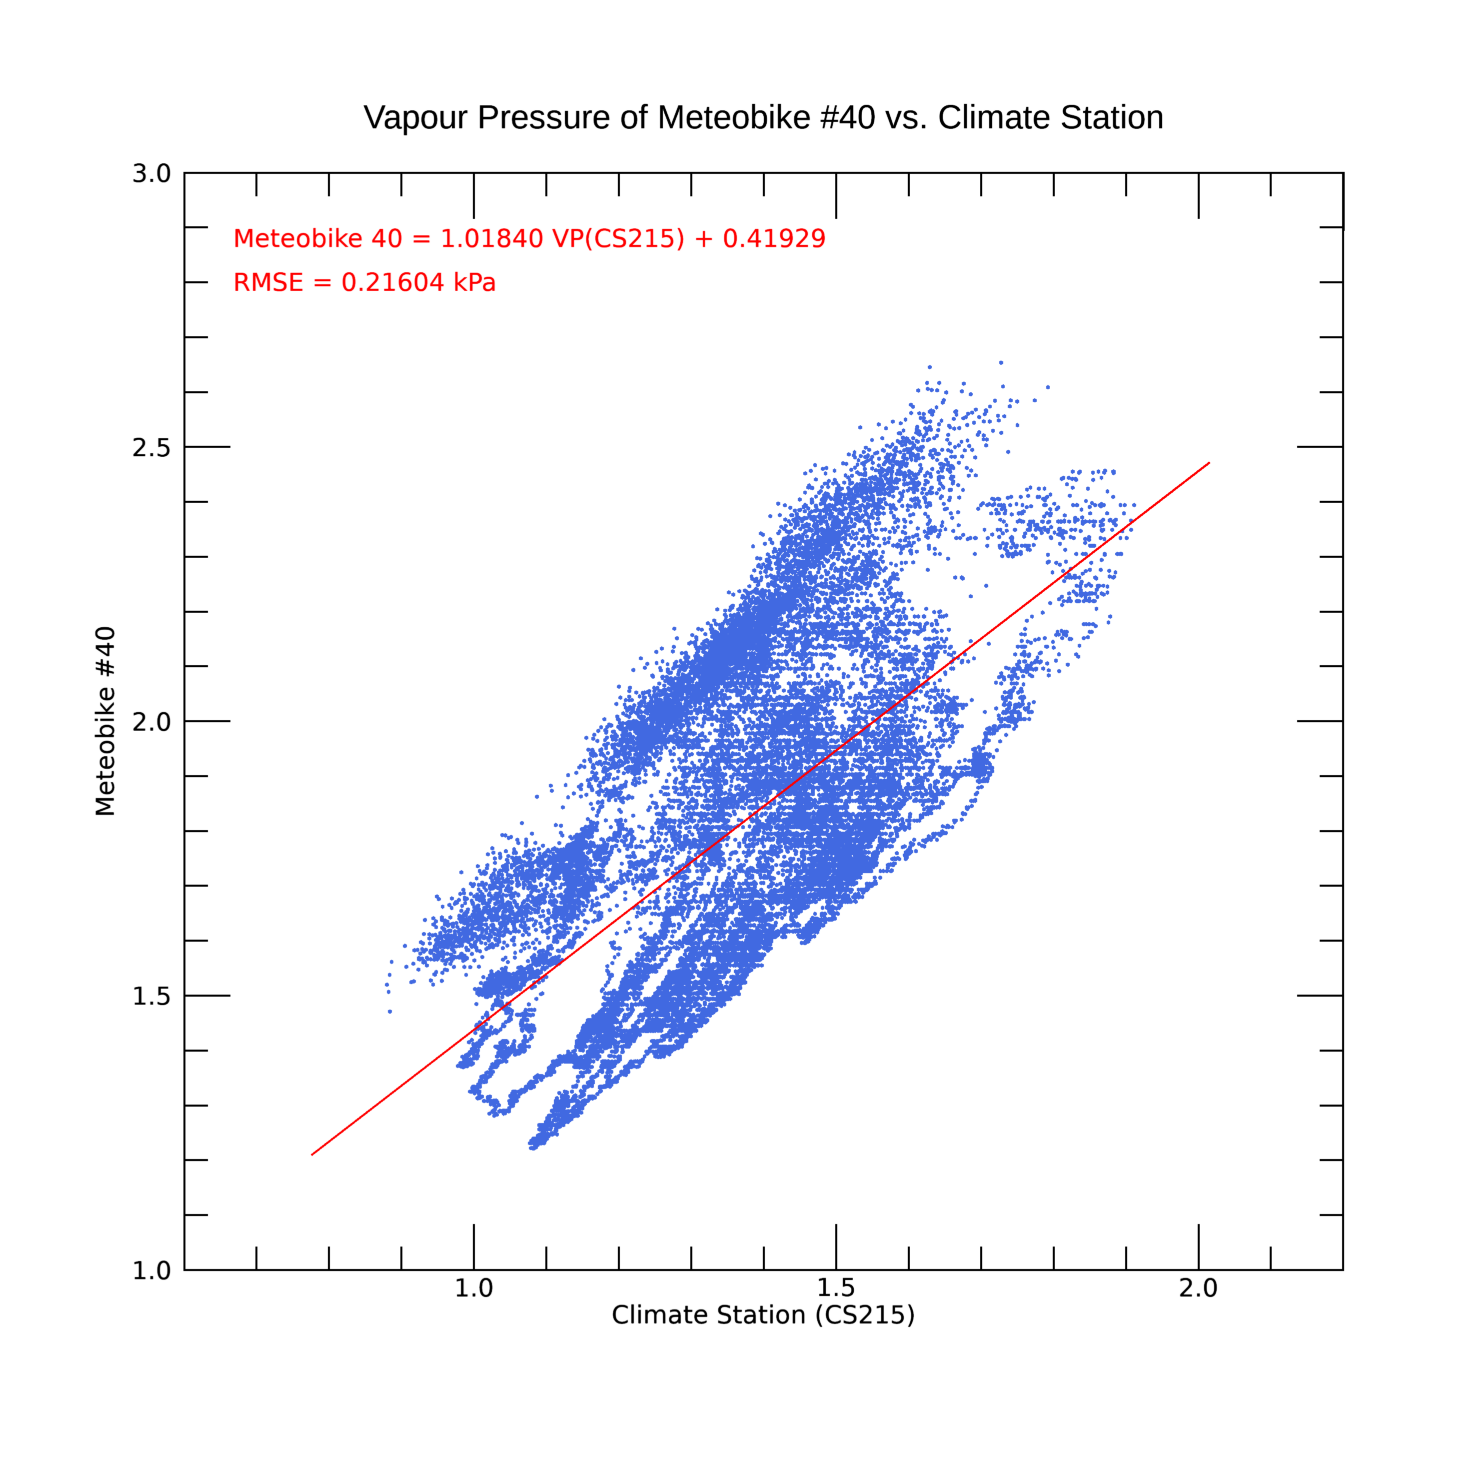 Vapour Pressure of Meteobike #40 vs. Climate Station
3.0
Meteobike 40 = 1.01840 VP(CS215) + 0.41929
RMSE = 0.21604 kPa
2.5
2.0
1.5
1.0
Meteobike #40
1.0 1.5 2.0
Climate Station (CS215)